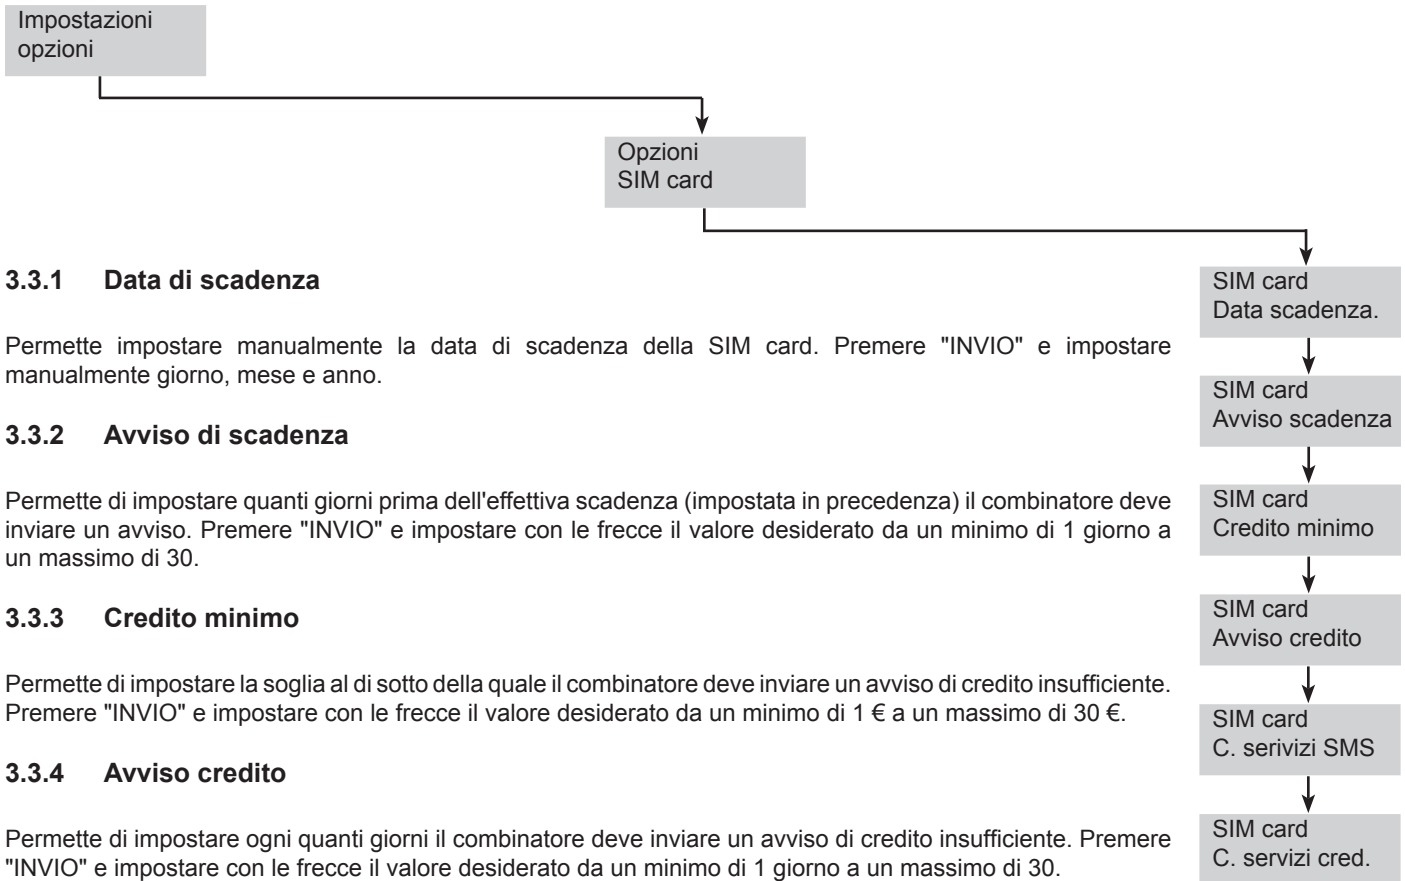 Impostazioni
opzioni
Opzioni
SIM card
3.3.1 Data di scadenza
Permette impostare manualmente la data di scadenza della SIM card. Premere "INVIO" e impostare
manualmente giorno, mese e anno.
3.3.2 Avviso di scadenza
Permette di impostare quanti giorni prima dell'effettiva scadenza (impostata in precedenza) il combinatore deve
inviare un avviso. Premere "INVIO" e impostare con le frecce il valore desiderato da un minimo di 1 giorno a
un massimo di 30.
3.3.3 Credito minimo
Permette di impostare la soglia al di sotto della quale il combinatore deve inviare un avviso di credito insufficiente.
Premere "INVIO" e impostare con le frecce il valore desiderato da un minimo di 1 € a un massimo di 30 €.
3.3.4 Avviso credito
Permette di impostare ogni quanti giorni il combinatore deve inviare un avviso di credito insufficiente. Premere
"INVIO" e impostare con le frecce il valore desiderato da un minimo di 1 giorno a un massimo di 30.
SIM card
Data scadenza.
SIM card
Avviso scadenza
SIM card
Credito minimo
SIM card
Avviso credito
SIM card
C. serivizi SMS
SIM card
C. servizi cred.